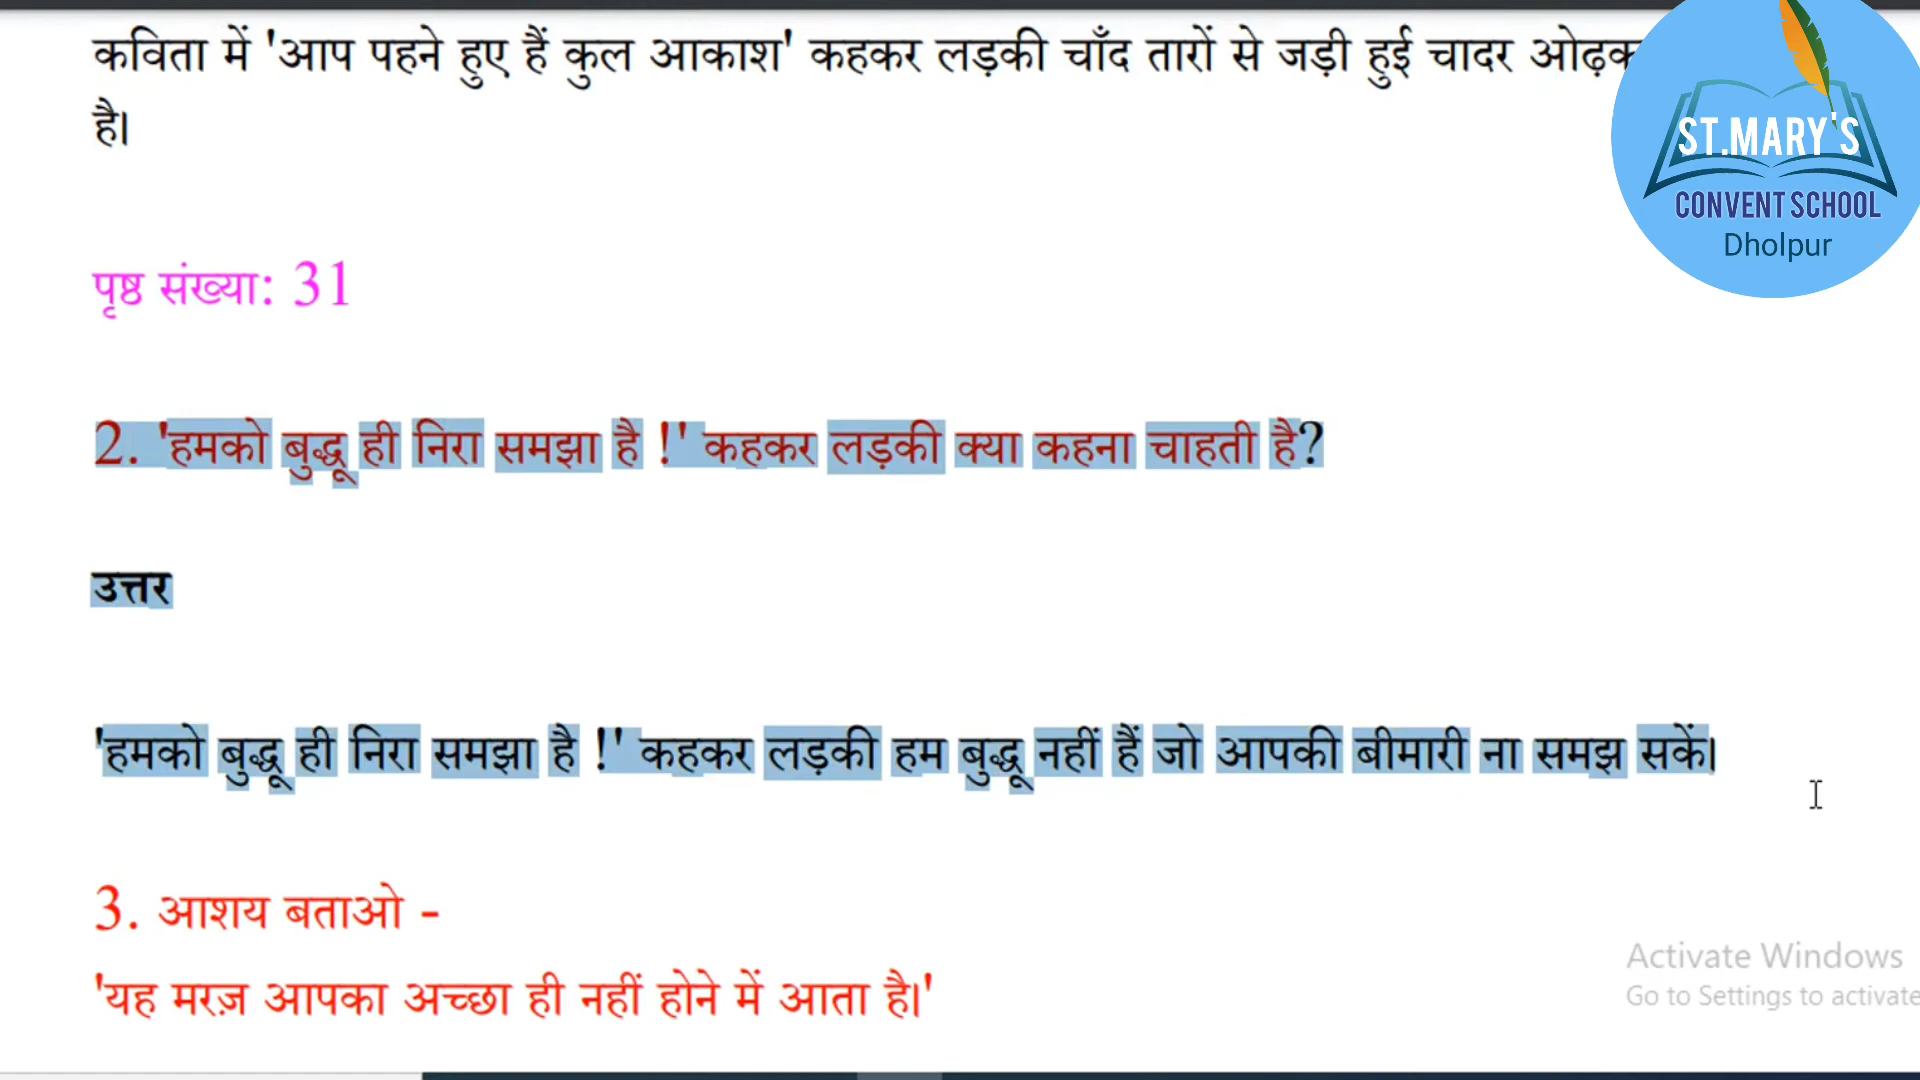 कविता में 'आप पहने हुए हैं कुल आकाश' कहकर लड़की चाँद तारों से जड़ी हुई चादर
है।
ST.MARY'S
CONVENT SCHOOL
Dholpur
पृष्ठ संख्या: 31
2. 'हमको बुद्धू ही निरा समझा है !' कहकर लड़की क्या कहना चाहती है?
उत्तर
'हमको बुद्धू ही निरा समझा है !' कहकर लड़की हम बुद्धू नहीं हैं जो आपकी बीमारी ना समझ सकें।
3. आशय बताओ -
'यह मरज़ आपका अच्छा ही नहीं होने में आता है।'
Activate Windows
Go to Settings to activate